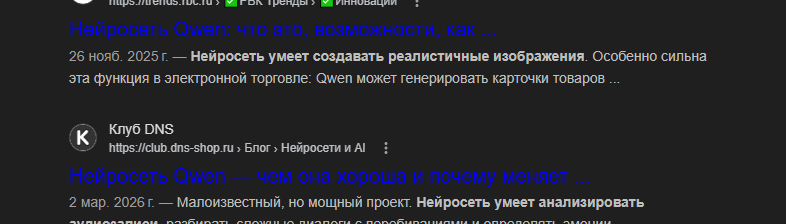 https://trends.rbc.ru › ✅ РБК Тренды › ✅ Инновации
Нейросеть Qwen: что это, возможности, как ...
26 нояб. 2025 г. — Нейросеть умеет создавать реалистичные изображения. Особенно сильна
эта функция в электронной торговле: Qwen может генерировать карточки товаров ...
K
Клуб DNS
https://club.dns-shop.ru › Блог › Нейросети и AI
Нейросеть Qwen — чем она хороша и почему меняет ...
2 мар. 2026 г. — Малоизвестный, но мощный проект. Нейросеть умеет анализировать
аудиозаписи, разбирать сложные диалоги с перебиваниями и определять эмоции